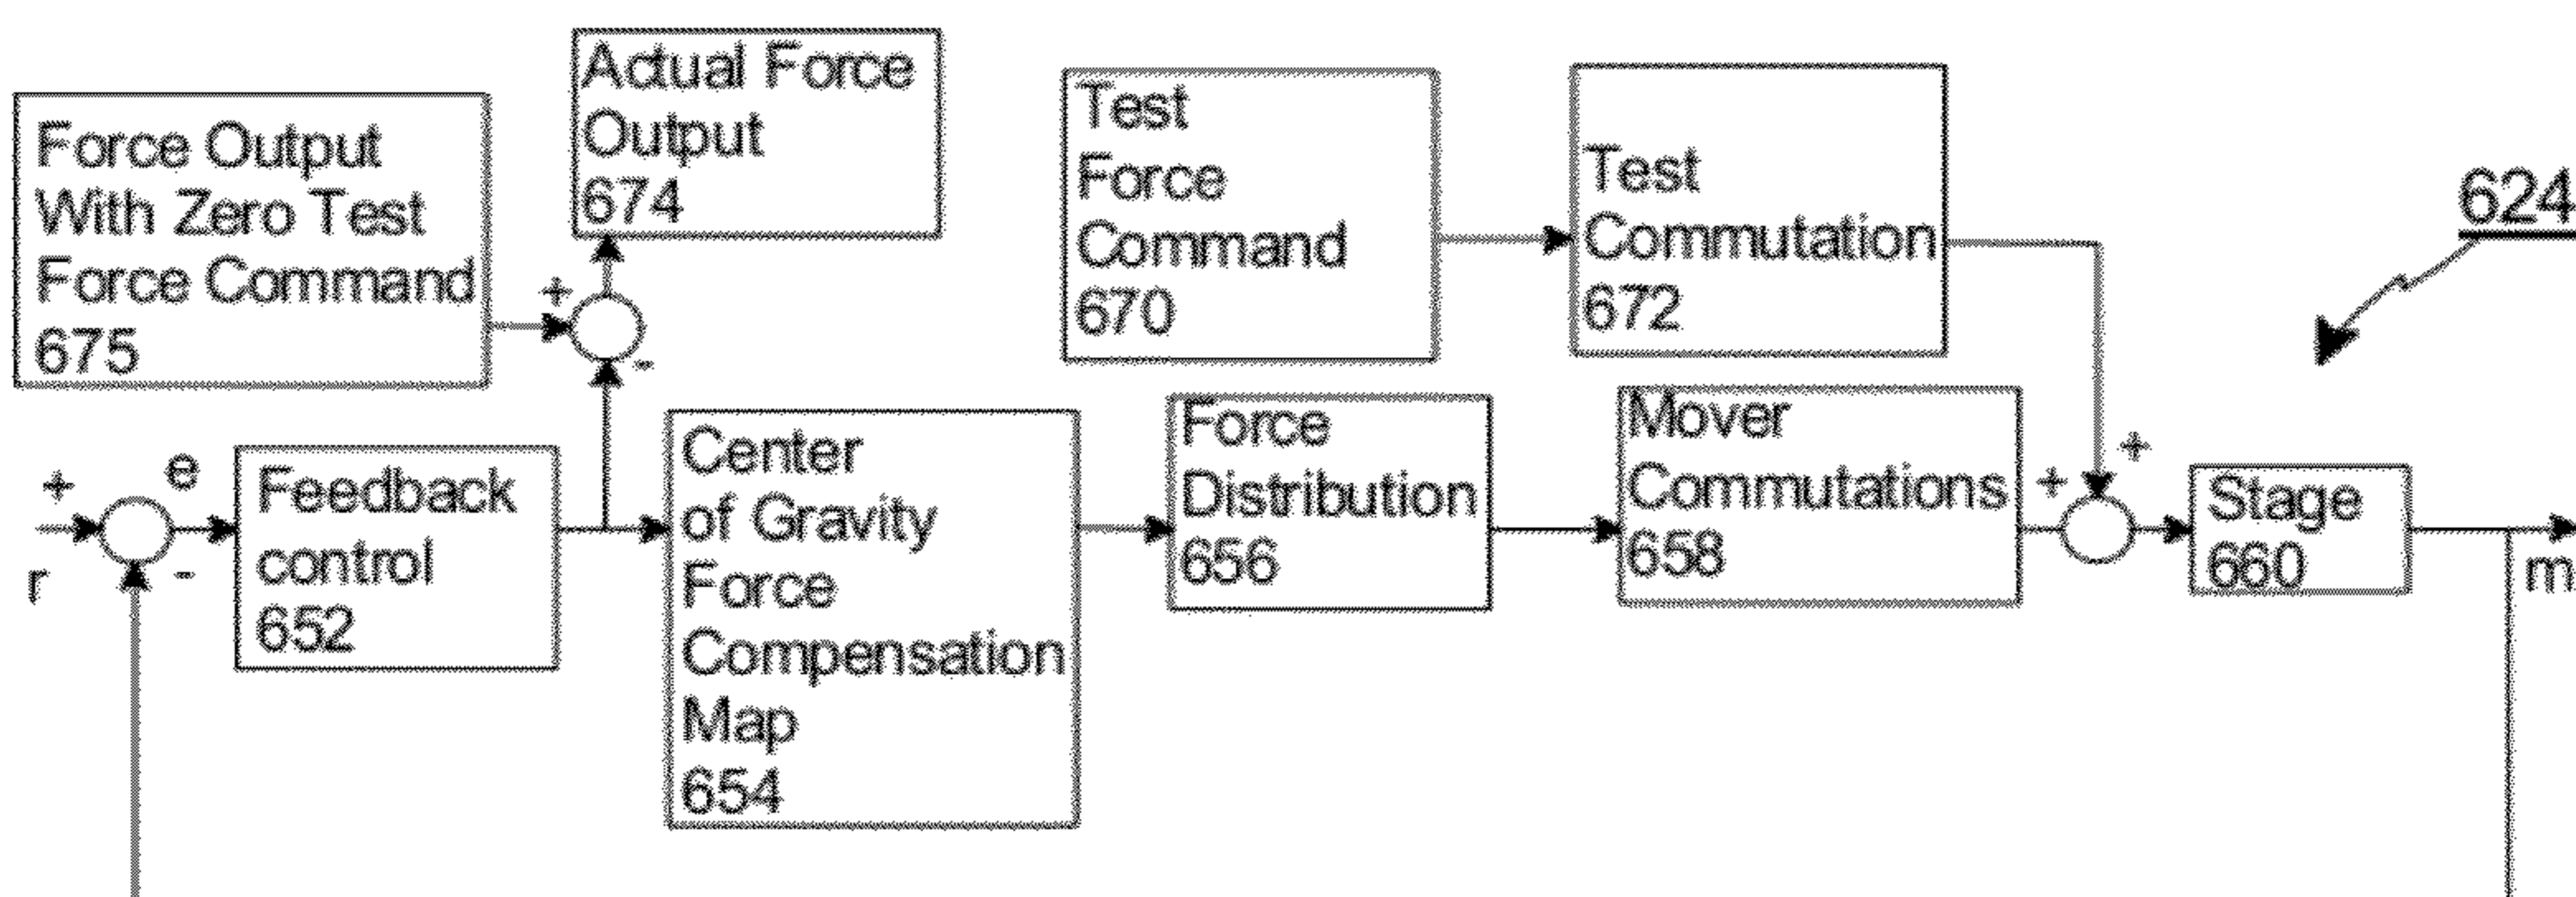 Force Output
With Zero Test
Force Command
675
Actual Force
Output
674
Test
Force
Command
670
Test
Commutation
672
624
+
-
+
e
-
r
Feedback
control
652
Center
of Gravity
Force
Compensation
Map
654
Force
Distribution
656
Mover
Commutations
658
+
+
Stage
660
m